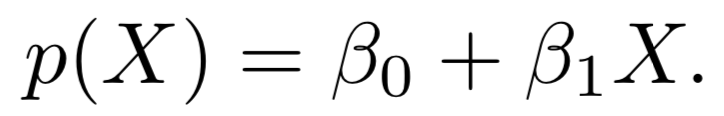 p(X) = β₀ + β₁X.